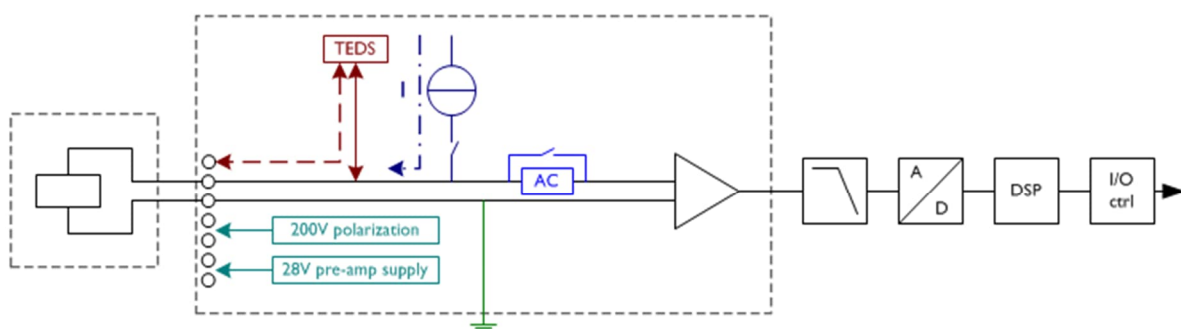 TEDS
I
AC
200V polarization
28V pre-amp supply
A
D
DSP
I/O
ctrl